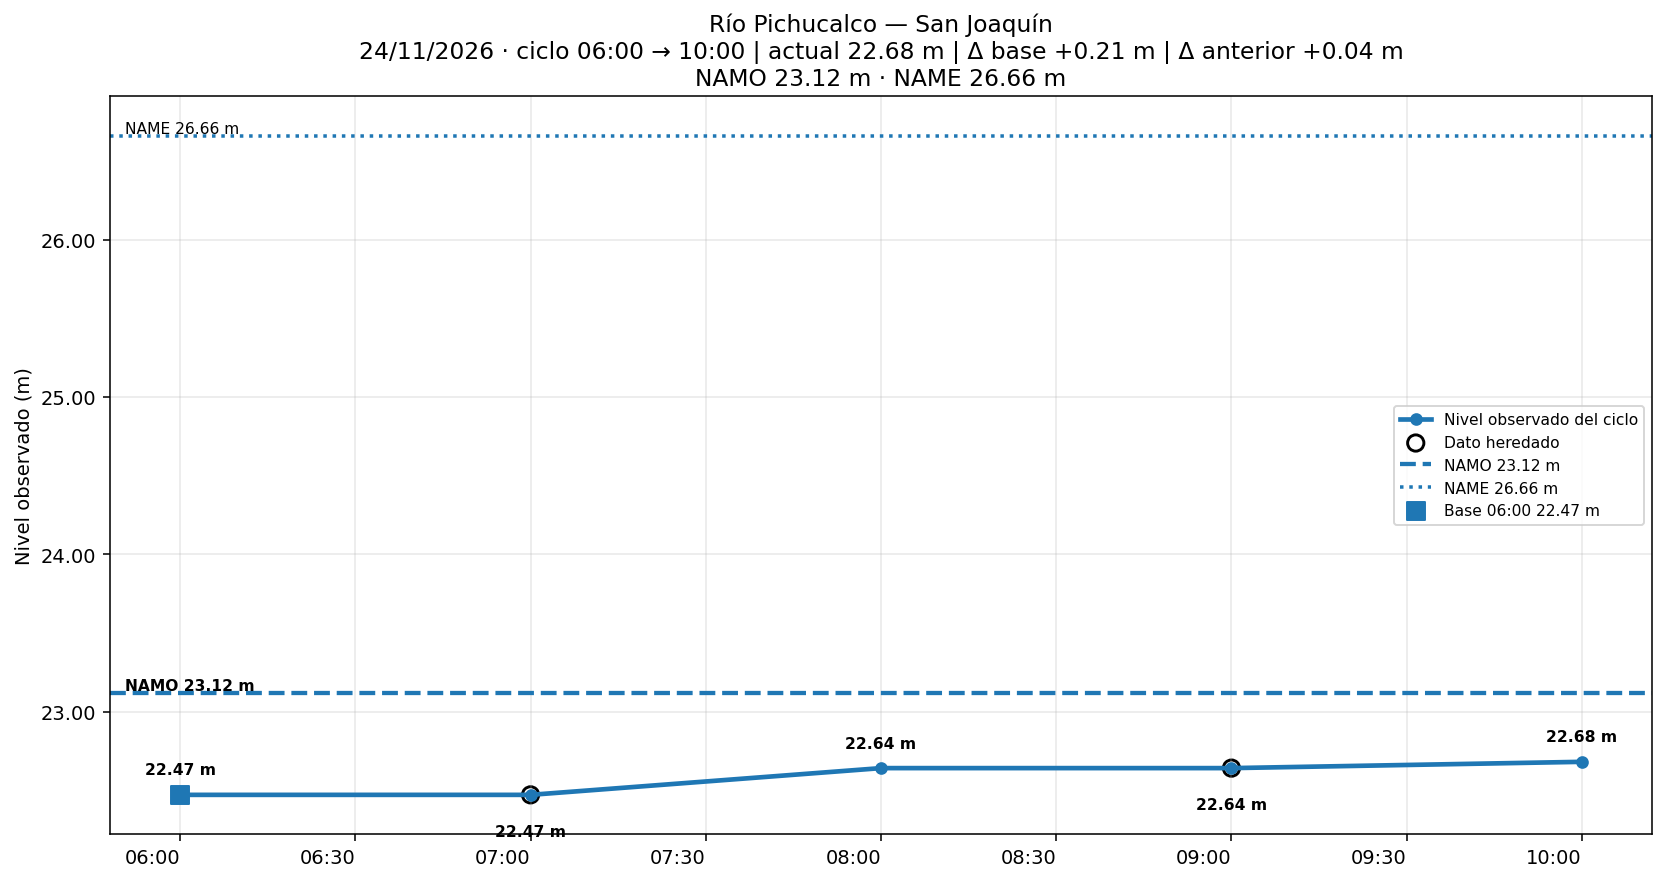 Río Pichucalco — San Joaquín
24/11/2026 · ciclo 06:00 → 10:00 | actual 22.68 m | Δ base +0.21 m | Δ anterior +0.04 m
NAMO 23.12 m · NAME 26.66 m
NAME 26.66 m
26.00
25.00
24.00
23.00
Nivel observado (m)
Nivel observado del ciclo
Dato heredado
NAMO 23.12 m
NAME 26.66 m
Base 06:00 22.47 m
NAMO 23.12 m
22.47 m
22.47 m
22.64 m
22.64 m
22.68 m
06:00
06:30
07:00
07:30
08:00
08:30
09:00
09:30
10:00